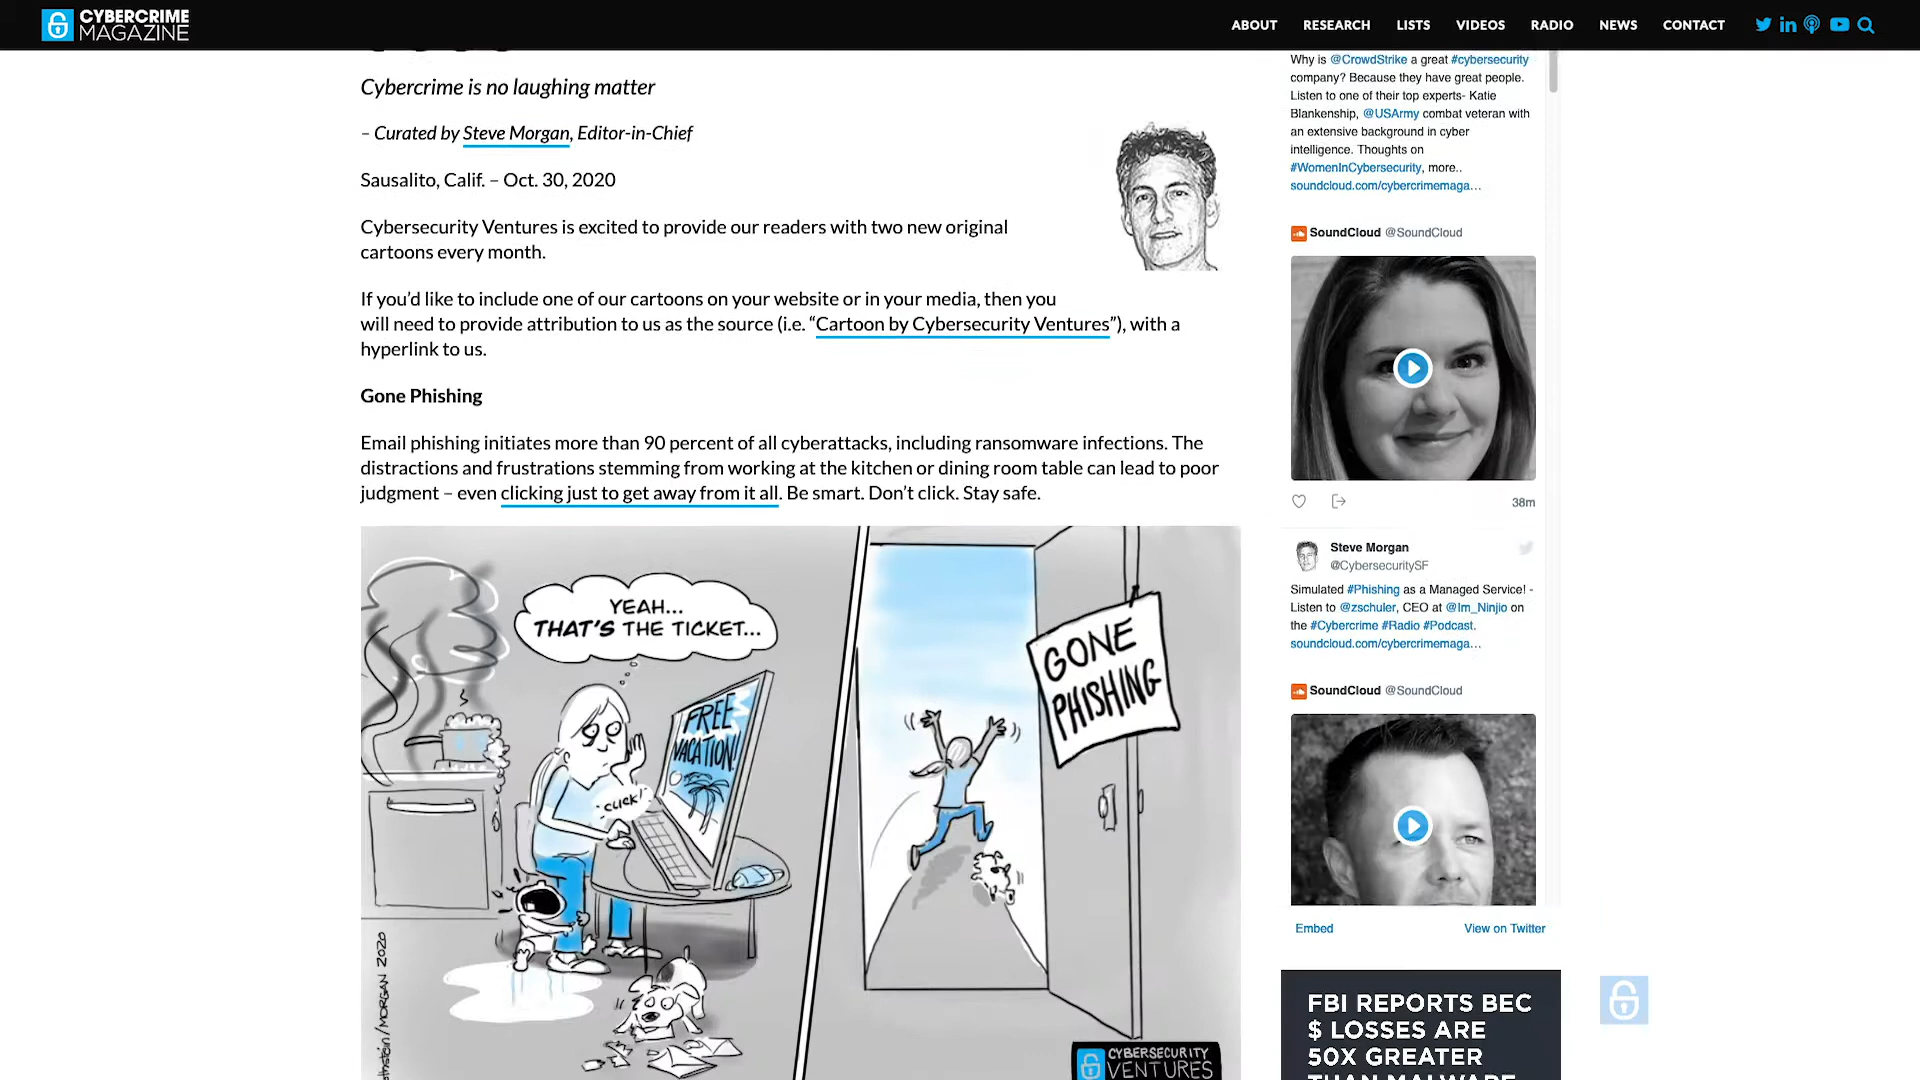 CYBERCRIME
MAGAZINE
ABOUT
RESEARCH
LISTS
VIDEOS
RADIO
NEWS
CONTACT
Cybercrime is no laughing matter
– Curated by Steve Morgan, Editor-in-Chief
Sausalito, Calif. – Oct. 30, 2020
Cybersecurity Ventures is excited to provide our readers with two new original
cartoons every month.
If you’d like to include one of our cartoons on your website or in your media, then you
will need to provide attribution to us as the source (i.e. “Cartoon by Cybersecurity Ventures”), with a
hyperlink to us.
Gone Phishing
Email phishing initiates more than 90 percent of all cyberattacks, including ransomware infections. The
distractions and frustrations stemming from working at the kitchen or dining room table can lead to poor
judgment – even clicking just to get away from it all. Be smart. Don’t click. Stay safe.
YEAH...
THAT'S THE TICKET...
FREE
VACATION!
CLICK!
GONE
PHISHING
MORGAN 2020
CYBERSECURITY
VENTURES
Why is @CrowdStrike a great #cybersecurity
company? Because they have great people.
Listen to one of their top experts- Katie
Blankenship, @USArmy combat veteran with
an extensive background in cyber
intelligence. Thoughts on
#WomenInCybersecurity, more..
soundcloud.com/cybercrimemaga…
SoundCloud @SoundCloud
38m
Steve Morgan
@CybersecuritySF
Simulated #Phishing as a Managed Service! -
Listen to @zschuler, CEO at @Im_Ninjio on
the #Cybercrime #Radio #Podcast.
soundcloud.com/cybercrimemaga…
SoundCloud @SoundCloud
Embed
View on Twitter
FBI REPORTS BEC
$ LOSSES ARE
50X GREATER
THAN MALWARE